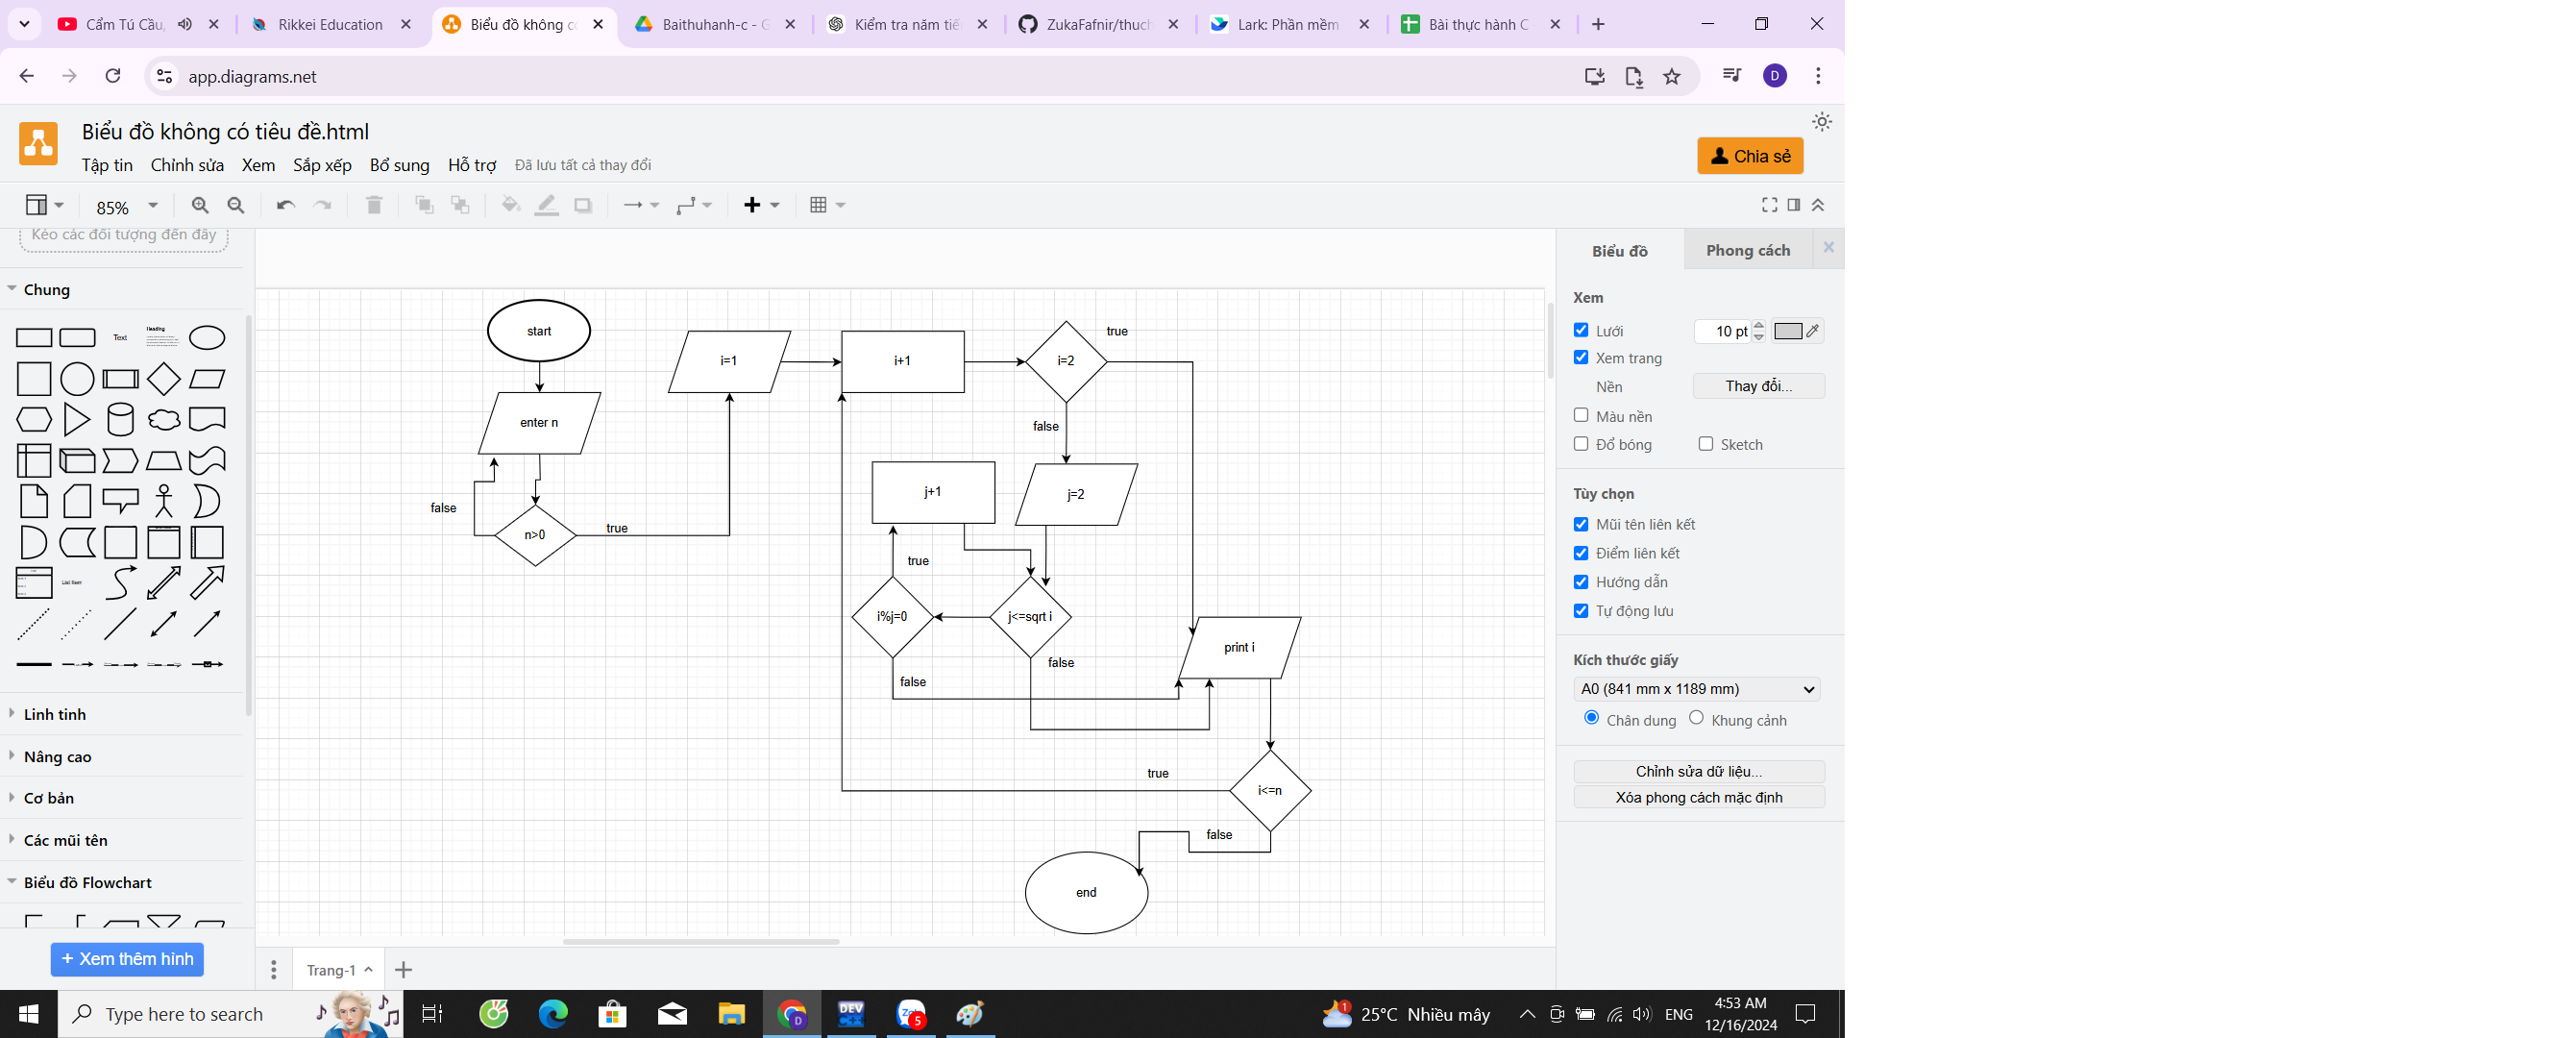 Cẩm Tú Cầu,
Rikkei Education
Biểu đồ không có
Baithuhanh-c - G
Kiểm tra năm tiế
ZukaFafnir/thuch
Lark: Phần mềm
Bài thực hành C
app.diagrams.net
D
Biểu đồ không có tiêu đề.html
Tập tin Chỉnh sửa Xem Sắp xếp Bổ sung Hỗ trợ Đã lưu tất cả thay đổi
Chia sẻ
85%
Kéo các đối tượng đến đây
Chung
Text
Heading
List Item
Linh tinh
Nâng cao
Cơ bản
Các mũi tên
Biểu đồ Flowchart
+ Xem thêm hình
start
enter n
false
n>0
true
i=1
i+1
i=2
true
false
j+1
j=2
true
i%j=0
j<=sqrt i
false
false
print i
true
i<=n
false
end
Trang-1
Biểu đồ
Phong cách
Xem
Lưới
10 pt
Xem trang
Nền
Thay đổi...
Màu nền
Đổ bóng
Sketch
Tùy chọn
Mũi tên liên kết
Điểm liên kết
Hướng dẫn
Tự động lưu
Kích thước giấy
A0 (841 mm x 1189 mm)
Chân dung
Khung cảnh
Chỉnh sửa dữ liệu...
Xóa phong cách mặc định
Type here to search
D
DEV
C++
5
1
25°C Nhiều mây
ENG
4:53 AM
12/16/2024